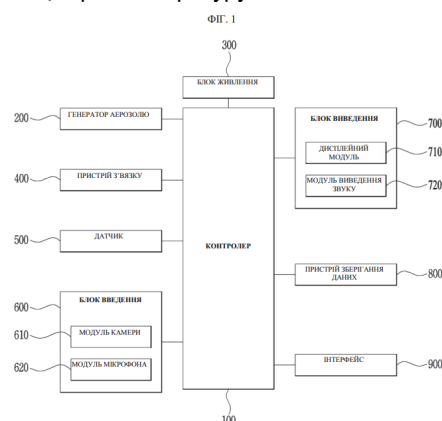 ФІГ. 1
300
БЛОК ЖИВЛЕННЯ
200
ГЕНЕРАТОР АЕРОЗОЛЮ
400
ПРИСТРІЙ З'ВЯЗКУ
500
ДАТЧИК
600
БЛОК ВВЕДЕННЯ
610
МОДУЛЬ КАМЕРИ
620
МОДУЛЬ МІКРОФОНА
КОНТРОЛЕР
100
БЛОК ВИВЕДЕННЯ
700
ДИСПЛЕЙНИЙ
МОДУЛЬ
710
МОДУЛЬ ВИВЕДЕННЯ
ЗВУКУ
720
ПРИСТРІЙ ЗБЕРІГАННЯ
ДАНИХ
800
ІНТЕРФЕЙС
900